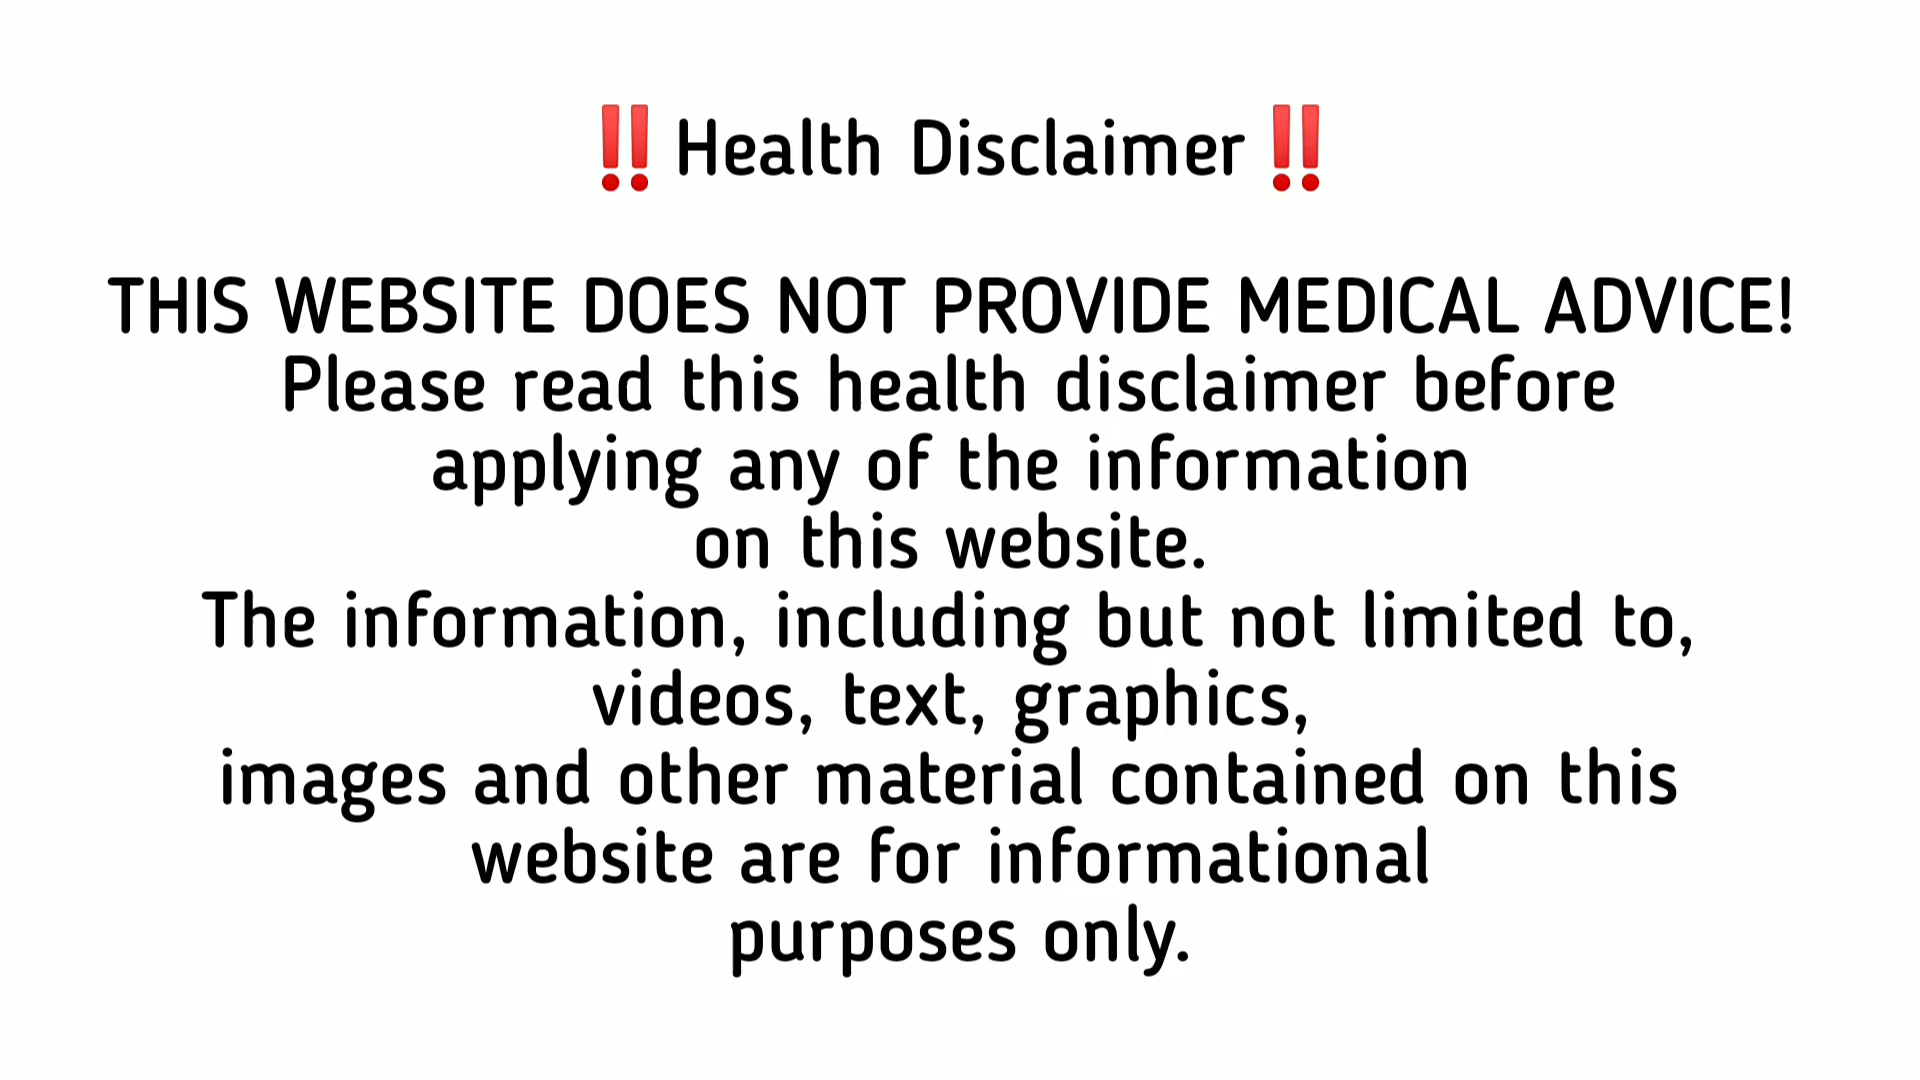 ‼️Health Disclaimer‼️
THIS WEBSITE DOES NOT PROVIDE MEDICAL ADVICE!
Please read this health disclaimer before
applying any of the information
on this website.
The information, including but not limited to,
videos, text, graphics,
images and other material contained on this
website are for informational
purposes only.